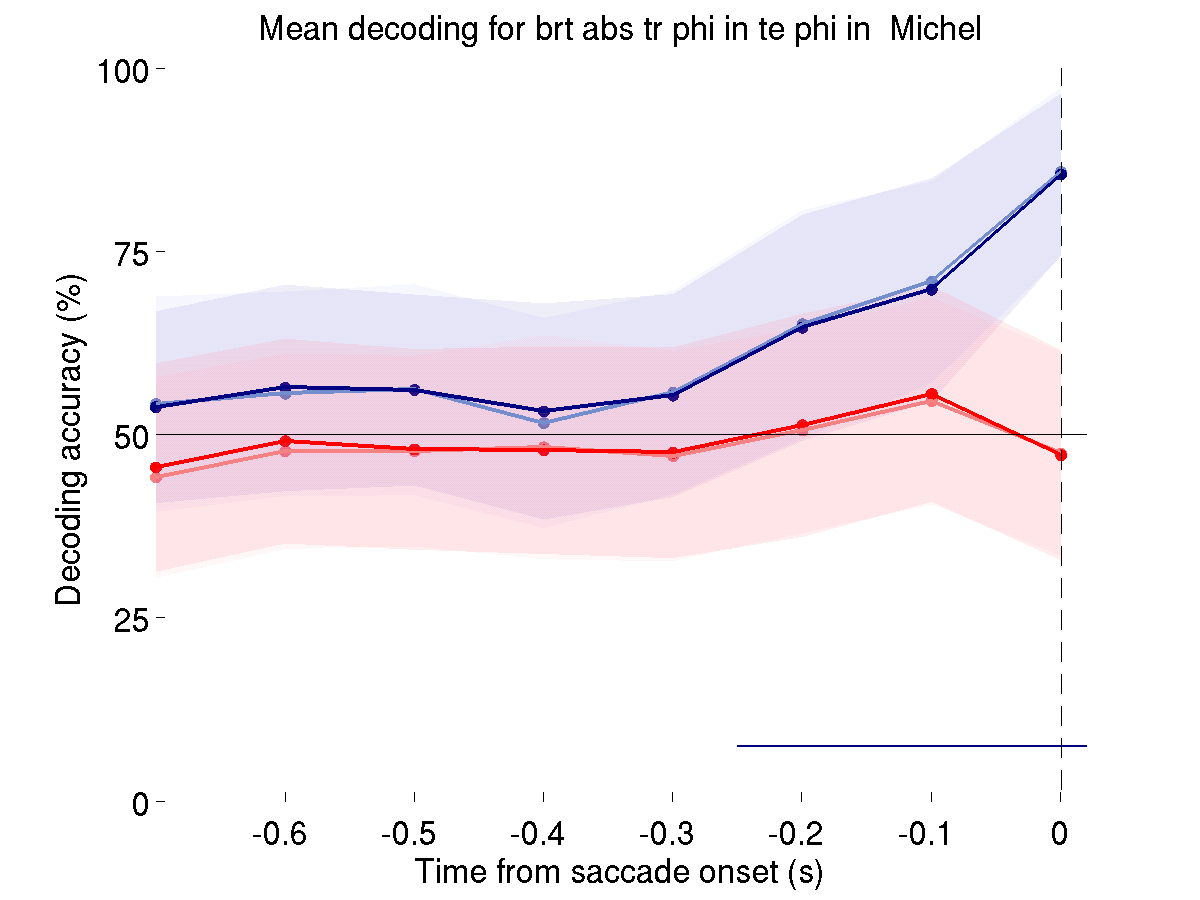 Mean decoding for brt abs tr phi in te phi in  Michel
100
75
50
25
0
Decoding accuracy (%)
-0.6 -0.5 -0.4 -0.3 -0.2 -0.1 0
Time from saccade onset (s)